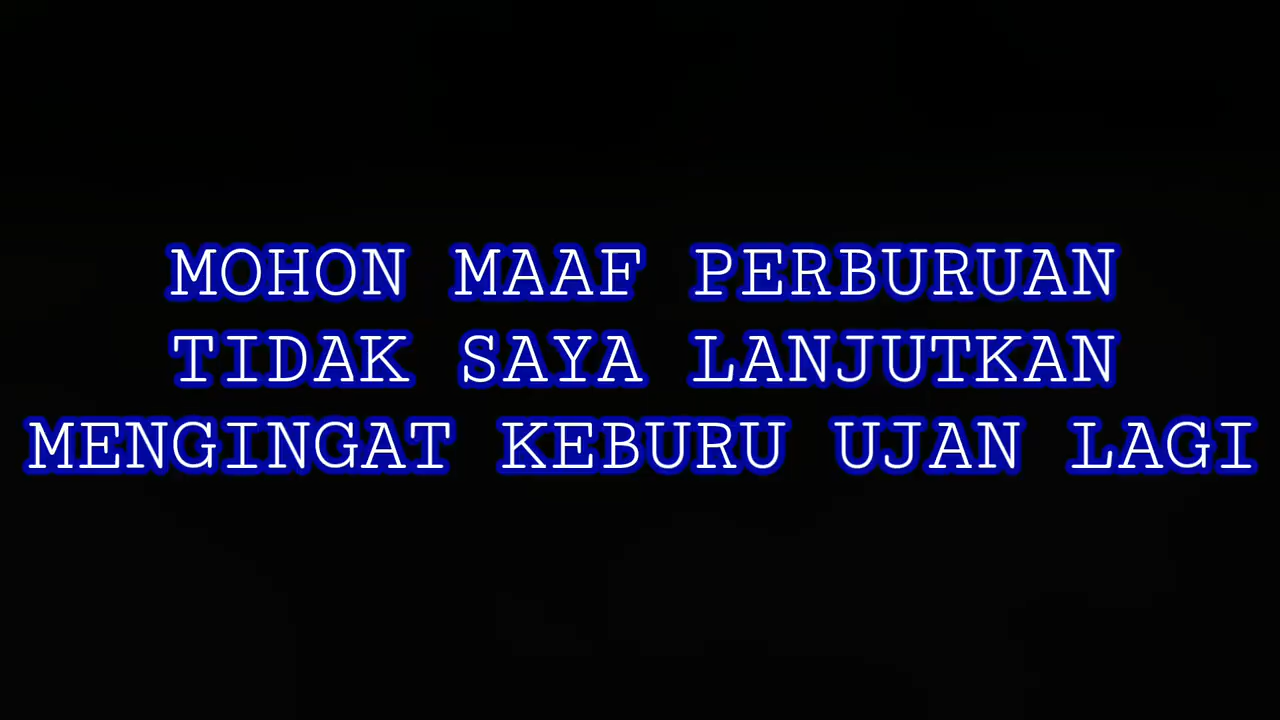 MOHON MAAF PERBURUAN
TIDAK SAYA LANJUTKAN
MENGINGAT KEBURU UJAN LAGI